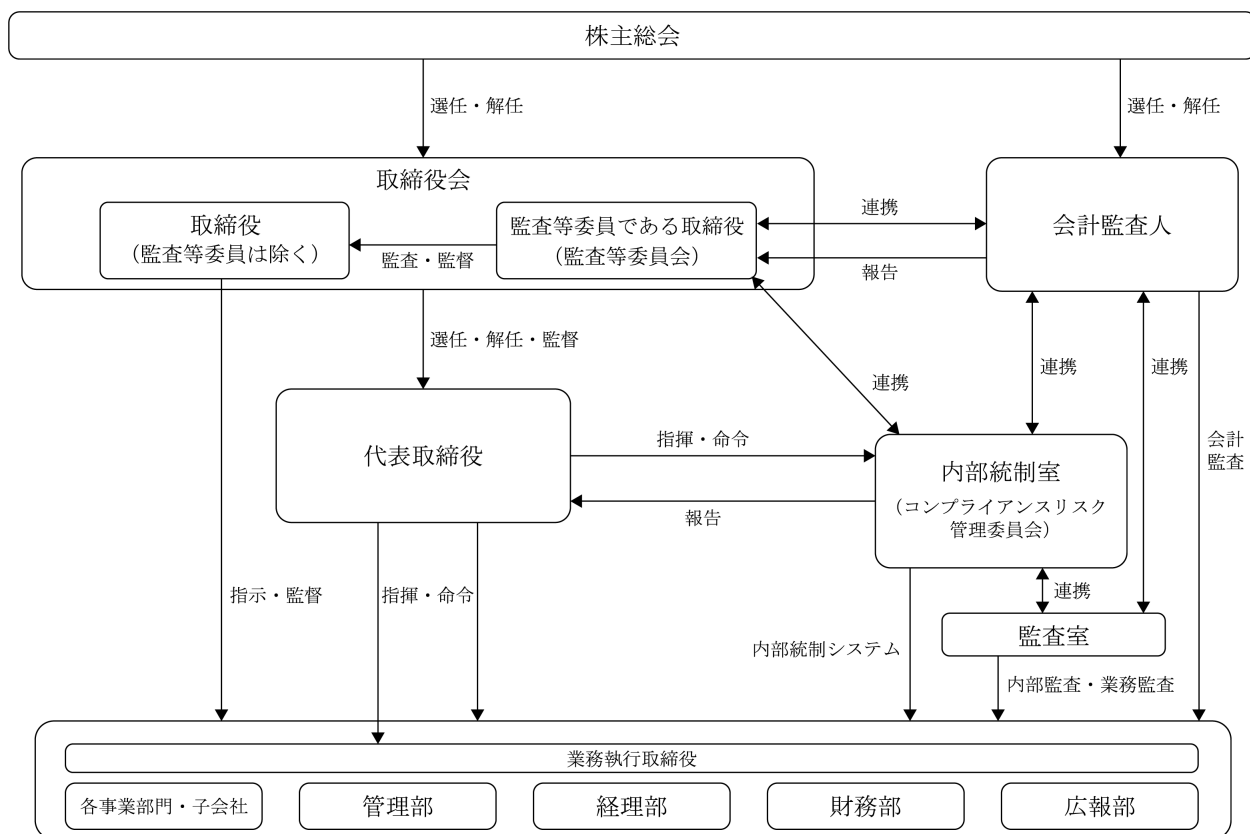 株主総会
選任・解任
選任・解任
取締役会
取締役
（監査等委員は除く）
監査・監督
監査等委員である取締役
（監査等委員会）
連携
報告
会計監査人
選任・解任・監督
連携
連携
連携
会計
監査
代表取締役
指揮・命令
報告
内部統制室
（コンプライアンスリスク
管理委員会）
指示・監督
指揮・命令
連携
監査室
内部統制システム
内部監査・業務監査
業務執行取締役
各事業部門・子会社
管理部
経理部
財務部
広報部